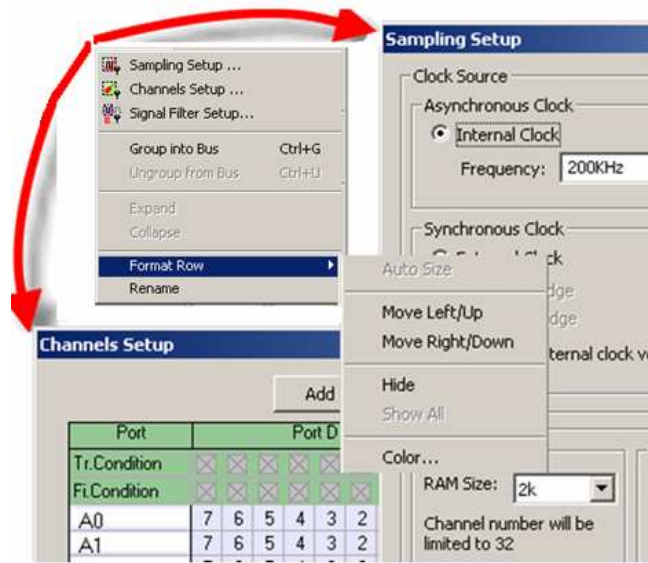 Sampling Setup ...
Channels Setup ...
Signal Filter Setup...
Group into Bus Ctrl+G
Ungroup from Bus Ctrl+U
Expand
Collapse
Format Row
Rename
Auto Size
Move Left/Up
Move Right/Down
Hide
Show All
Color...
Sampling Setup
Clock Source
Asynchronous Clock
Internal Clock
Frequency: 200KHz
Synchronous Clock
ternal clock
RAM Size: 2k
Channel number will be
limited to 32
Channels Setup
Add
Port Port D
Tr.Condition
Fi.Condition
A0 7 6 5 4 3 2
A1 7 6 5 4 3 2